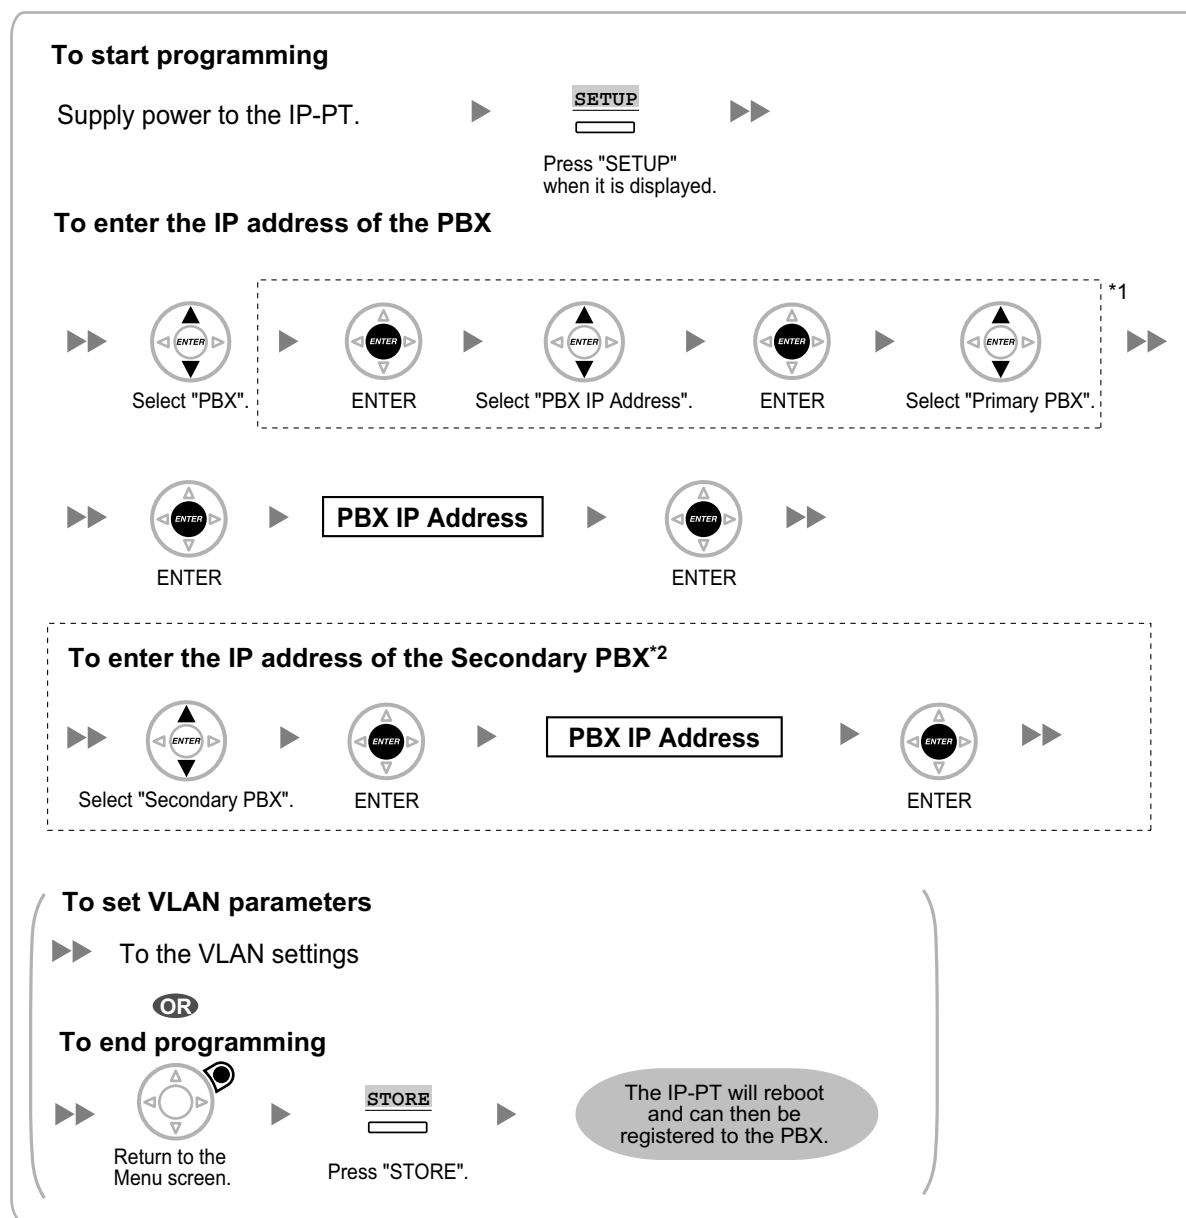 To start programming
Supply power to the IP-PT.
SETUP
Press "SETUP"
when it is displayed.
To enter the IP address of the PBX
*1
ENTER
ENTER
ENTER
ENTER
ENTER
Select "PBX".
ENTER
Select "PBX IP Address".
ENTER
Select "Primary PBX".
ENTER
PBX IP Address
ENTER
ENTER
ENTER
To enter the IP address of the Secondary PBX*2
ENTER
ENTER
PBX IP Address
ENTER
Select "Secondary PBX".
ENTER
ENTER
To set VLAN parameters
To the VLAN settings
OR
To end programming
Return to the
Menu screen.
STORE
Press "STORE".
The IP-PT will reboot
and can then be
registered to the PBX.